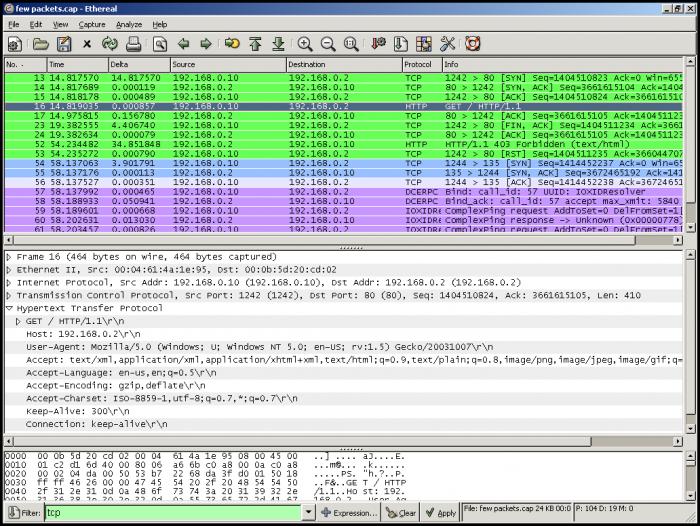 few packets.cap - Ethereal
File Edit View Capture Analyze Help
No. Time Delta Source Destination Protocol Info
13 14.817570 14.817570 192.168.0.10 192.168.0.2 TCP 1242 > 80 [SYN] Seq=1404510823 Ack=0 Win=65
14 14.817689 0.000119 192.168.0.2 192.168.0.10 TCP 80 > 1242 [SYN, ACK] Seq=3661615104 Ack=1404
15 14.818178 0.000489 192.168.0.10 192.168.0.2 TCP 1242 > 80 [ACK] Seq=1404510824 Ack=3661615105
16 14.819035 0.000857 192.168.0.10 192.168.0.2 HTTP GET / HTTP/1.1
17 14.975815 0.156780 192.168.0.2 192.168.0.10 TCP 80 > 1242 [ACK] Seq=3661615105 Ack=140451123
23 19.382555 4.406740 192.168.0.10 192.168.0.2 TCP 1242 > 80 [FIN, ACK] Seq=1404511234 Ack=3661
24 19.382634 0.000079 192.168.0.2 192.168.0.10 TCP 80 > 1242 [ACK] Seq=3661615105 Ack=140451123
52 54.234482 34.851848 192.168.0.2 192.168.0.10 HTTP HTTP/1.1 403 Forbidden (text/html)
53 54.235272 0.000790 192.168.0.10 192.168.0.2 TCP 1242 > 80 [RST] Seq=1404511235 Ack=366044707
54 58.137063 3.901791 192.168.0.10 192.168.0.2 TCP 1244 > 135 [SYN] Seq=1414452237 Ack=0 Win=65
55 58.137176 0.000113 192.168.0.2 192.168.0.10 TCP 135 > 1244 [SYN, ACK] Seq=3672465192 Ack=141
56 58.137527 0.000351 192.168.0.10 192.168.0.2 TCP 1244 > 135 [ACK] Seq=1414452238 Ack=36724651
57 58.137992 0.000465 192.168.0.10 192.168.0.2 DCERPC Bind: call_id: 57 UUID: IOXIDResolver
58 58.188933 0.050941 192.168.0.2 192.168.0.10 DCERPC Bind_ack: call_id: 57 accept max_xmit: 5840
59 58.189601 0.000668 192.168.0.10 192.168.0.2 IOXIDRe ComplexPing request AddToSet=0 DelFromSet=1
60 58.202631 0.013030 192.168.0.2 192.168.0.10 IOXIDRe ComplexPing response -> Unknown (0x00000778)
61 58.203457 0.000826 192.168.0.10 192.168.0.2 IOXIDRe ComplexPing request AddToSet=0 DelFromSet=1
Frame 16 (464 bytes on wire, 464 bytes captured)
Ethernet II, Src: 00:04:61:4a:1e:95, Dst: 00:0b:5d:20:cd:02
Internet Protocol, Src Addr: 192.168.0.10 (192.168.0.10), Dst Addr: 192.168.0.2 (192.168.0.2)
Transmission Control Protocol, Src Port: 1242 (1242), Dst Port: 80 (80), Seq: 1404510824, Ack: 3661615105, Len: 410
Hypertext Transfer Protocol
GET / HTTP/1.1\r\n
Host: 192.168.0.2\r\n
User-Agent: Mozilla/5.0 (Windows; U; Windows NT 5.0; en-US; rv:1.5) Gecko/20031007\r\n
Accept: text/xml,application/xml,application/xhtml+xml,text/html;q=0.9,text/plain;q=0.8,image/png,image/jpeg,image/gif;q=
Accept-Language: en-us,en;q=0.5\r\n
Accept-Encoding: gzip,deflate\r\n
Accept-Charset: ISO-8859-1,utf-8;q=0.7,*;q=0.7\r\n
Keep-Alive: 300\r\n
Connection: keep-alive\r\n
0000 00 0b 5d 20 cd 02 00 04 61 4a 1e 95 08 00 45 00 ..] .... aJ....E.
0010 01 c2 d1 6d 40 00 80 06 a6 6b c0 a8 00 0a c0 a8 ...m@... .k......
0020 00 02 04 da 00 50 53 b7 22 68 da 3f d0 01 50 18 .....PS. "h.?..P.
0030 ff ff 46 26 00 00 47 45 54 20 2f 20 48 54 54 50 ..F&..GE T / HTTP
0040 2f 31 2e 31 0d 0a 48 6f 73 74 3a 20 31 39 32 2e /1.1..Ho st: 192.
Filter: tcp Expression... Clear Apply File: few packets.cap 24 KB 00:0 P: 104 D: 19 M: 0